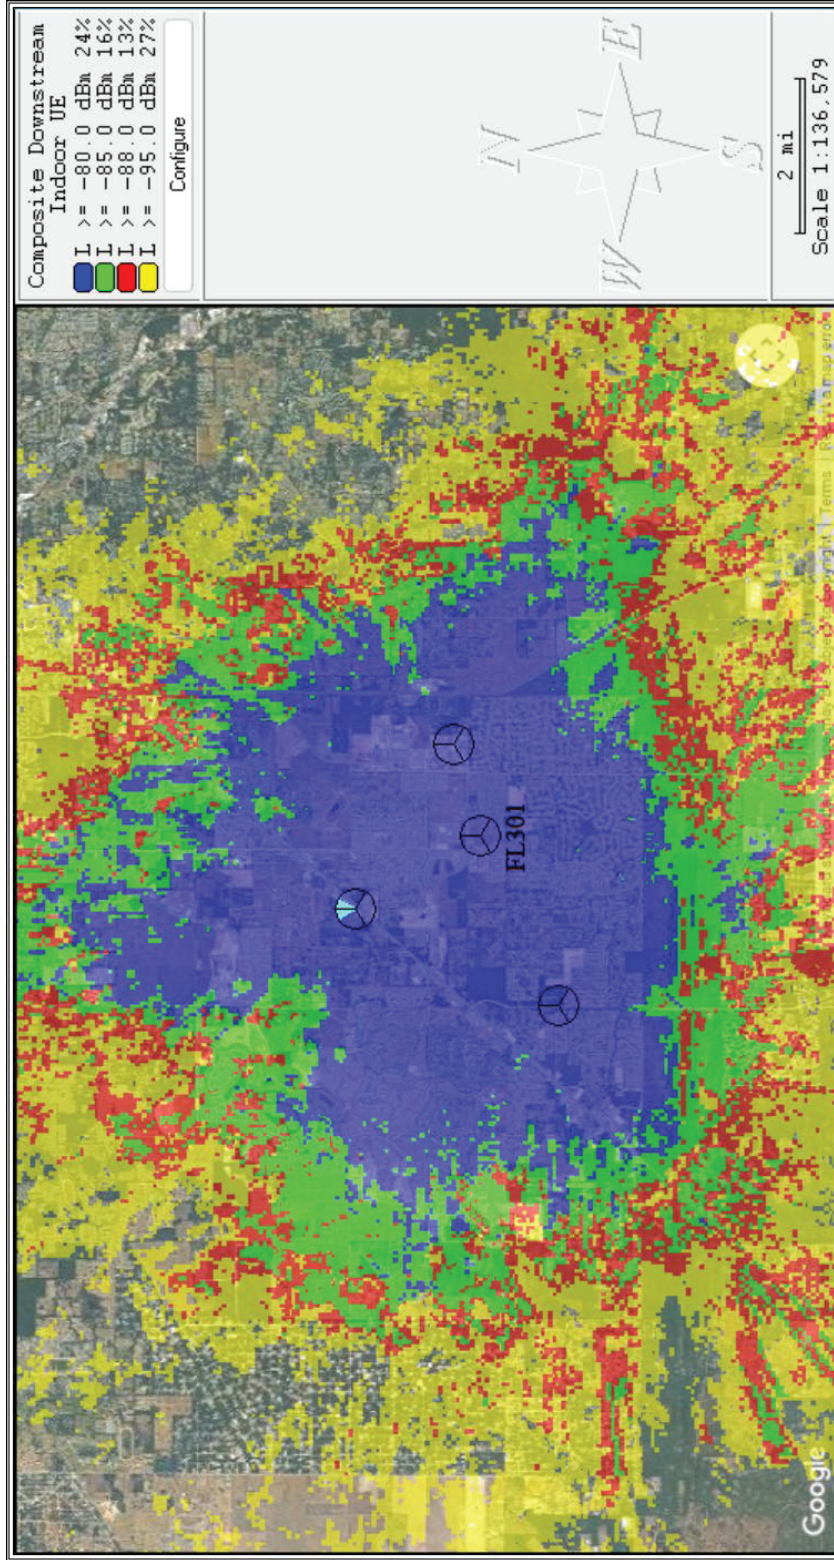 Composite Downstream
Indoor UE
L >= -80.0 dBm 24%
L >= -85.0 dBm 16%
L >= -88.0 dBm 13%
L >= -95.0 dBm 27%
Configure
N
W
E
S
2 mi
Scale 1:136,579
FL301
Google
Terms